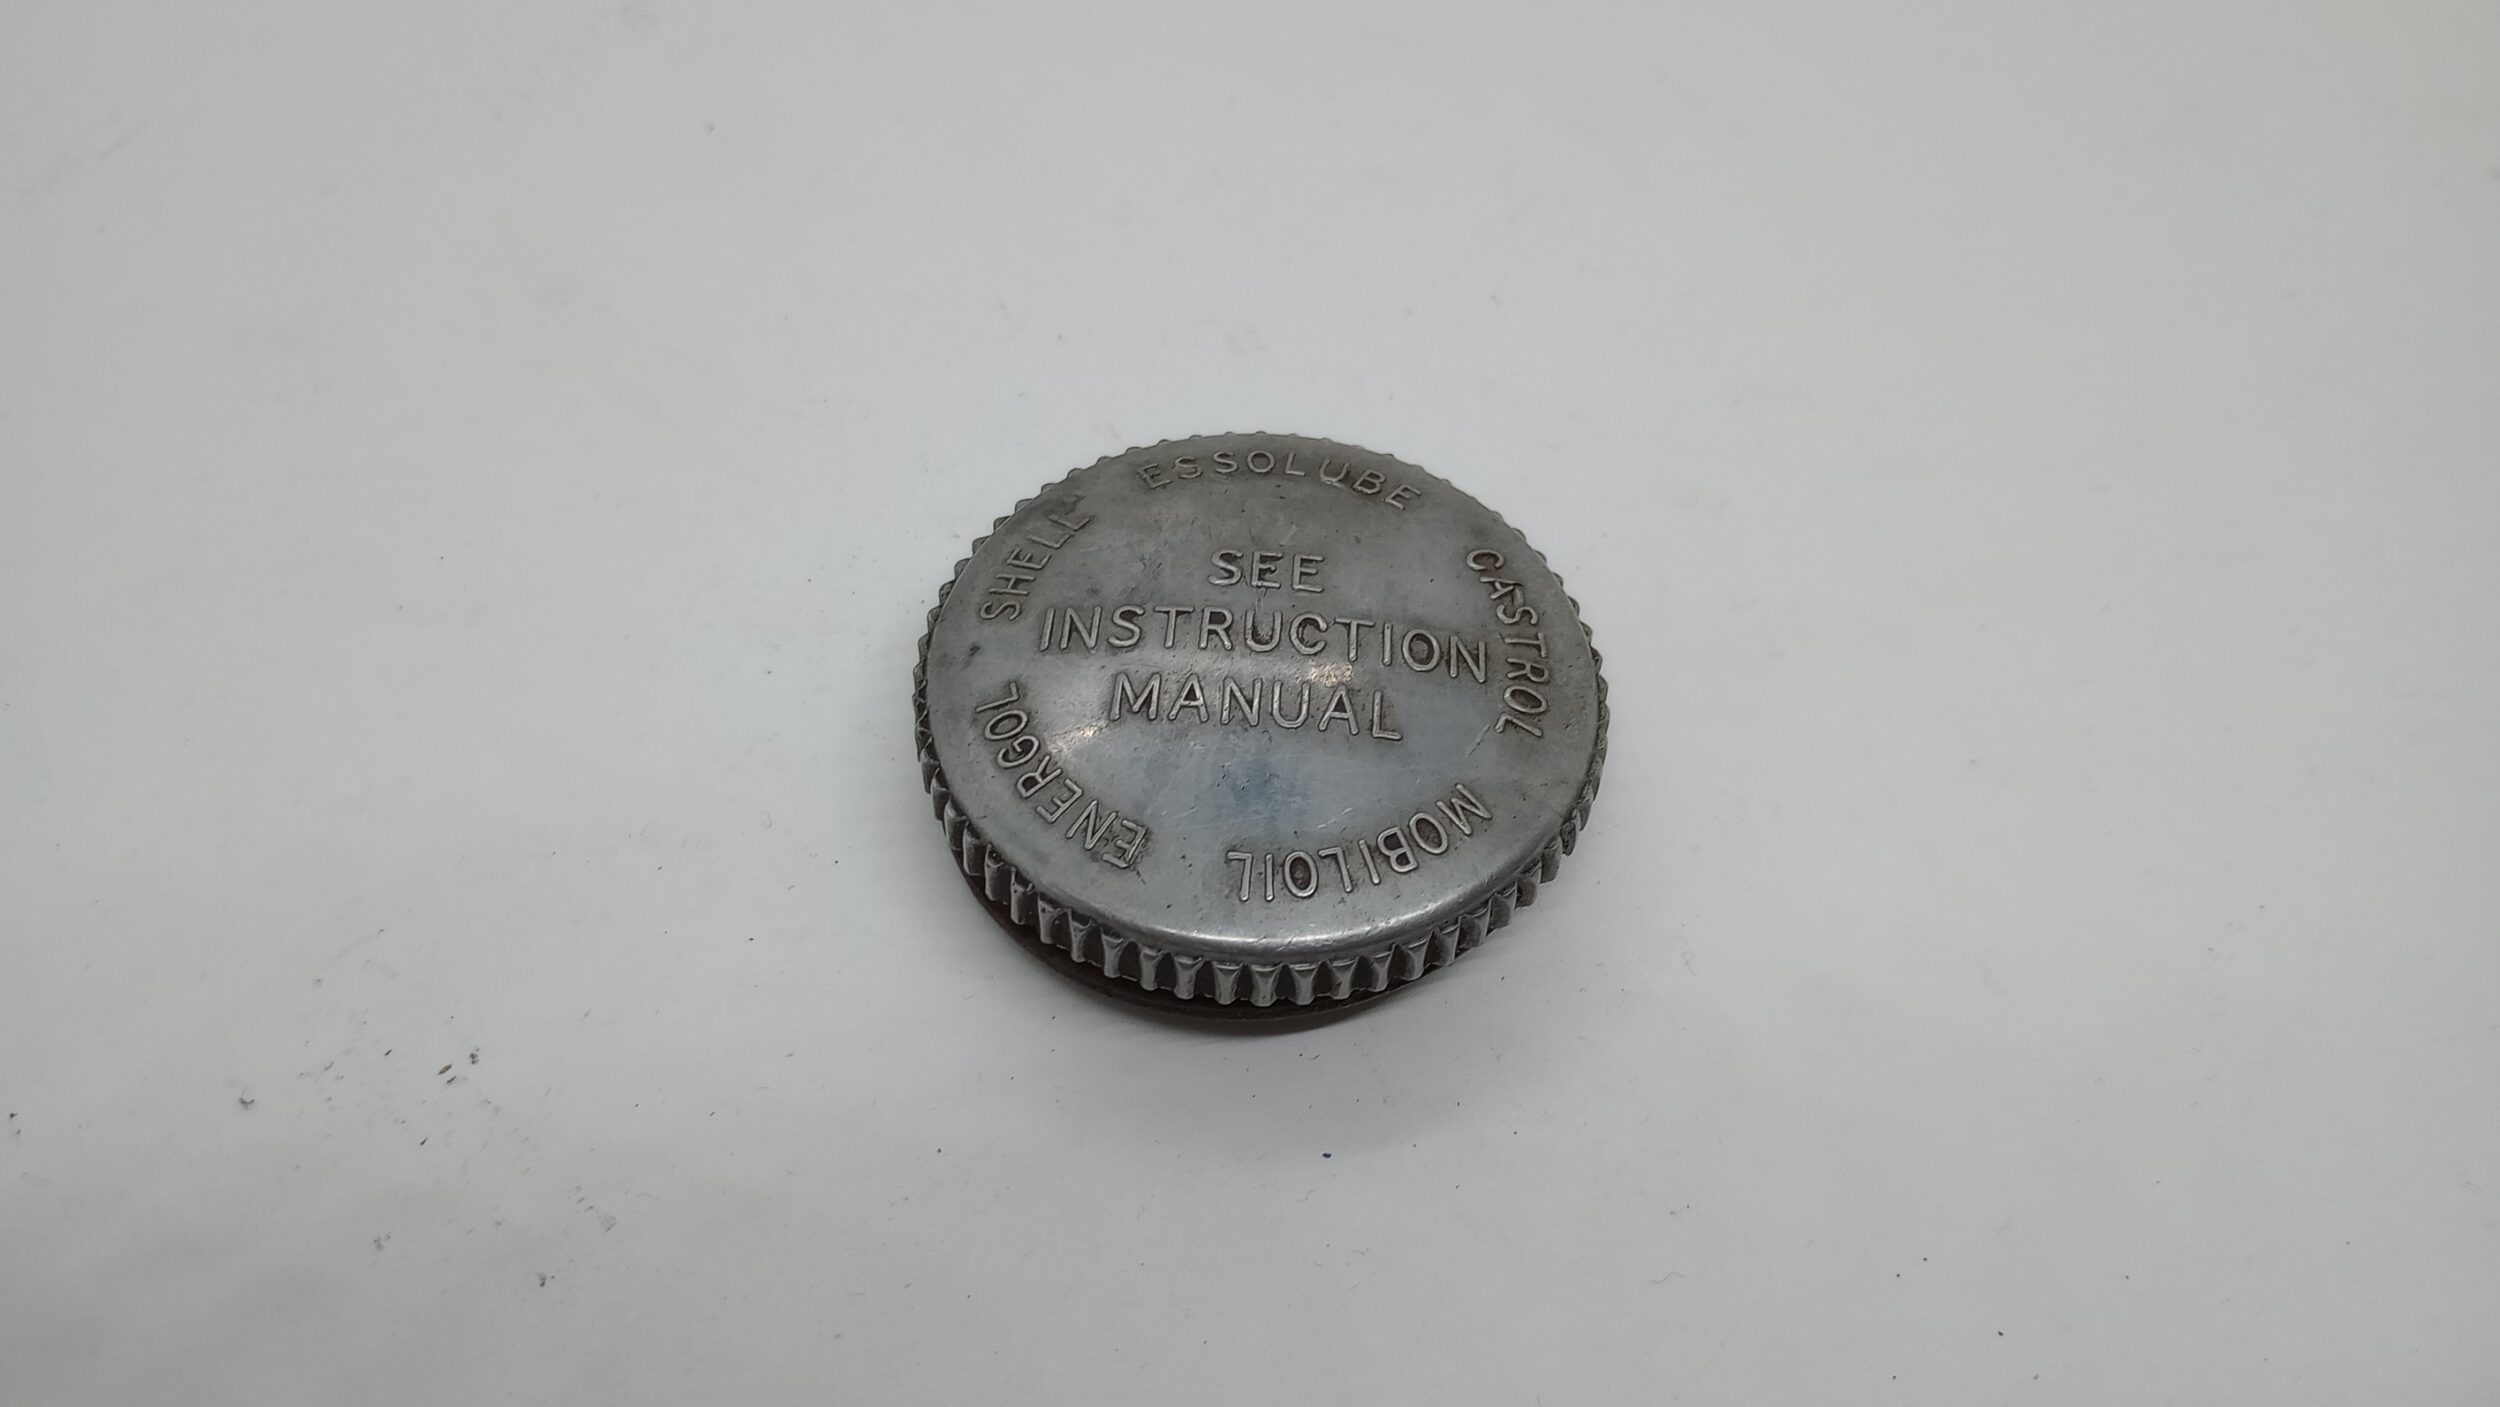 ESSOLUBE
CASTROL
MOBILOIL
ENERGOL
SHELL
SEE
INSTRUCTION
MANUAL